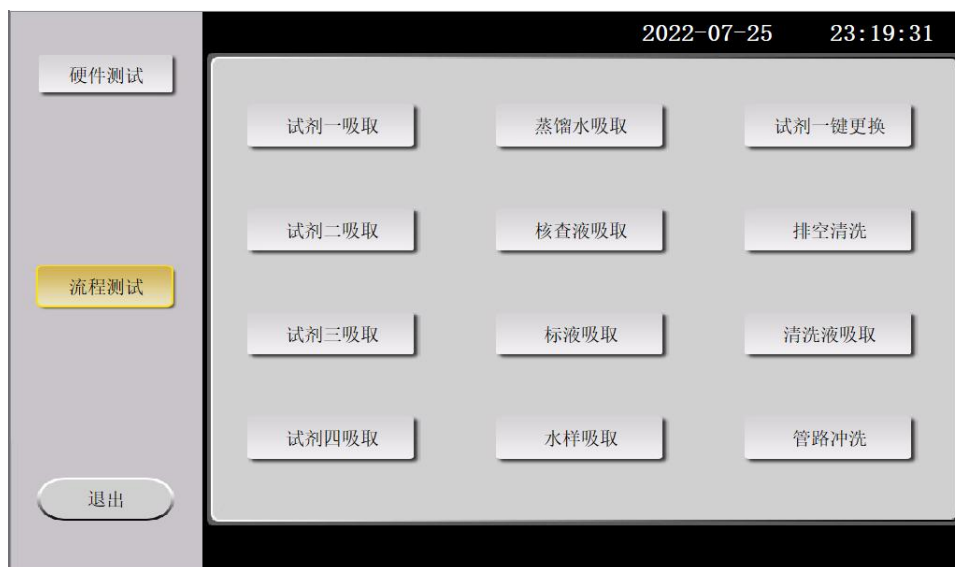 2022-07-25 23:19:31
硬件测试
流程测试
退出
试剂一吸取 蒸馏水吸取 试剂一键更换
试剂二吸取 核查液吸取 排空清洗
试剂三吸取 标液吸取 清洗液吸取
试剂四吸取 水样吸取 管路冲洗